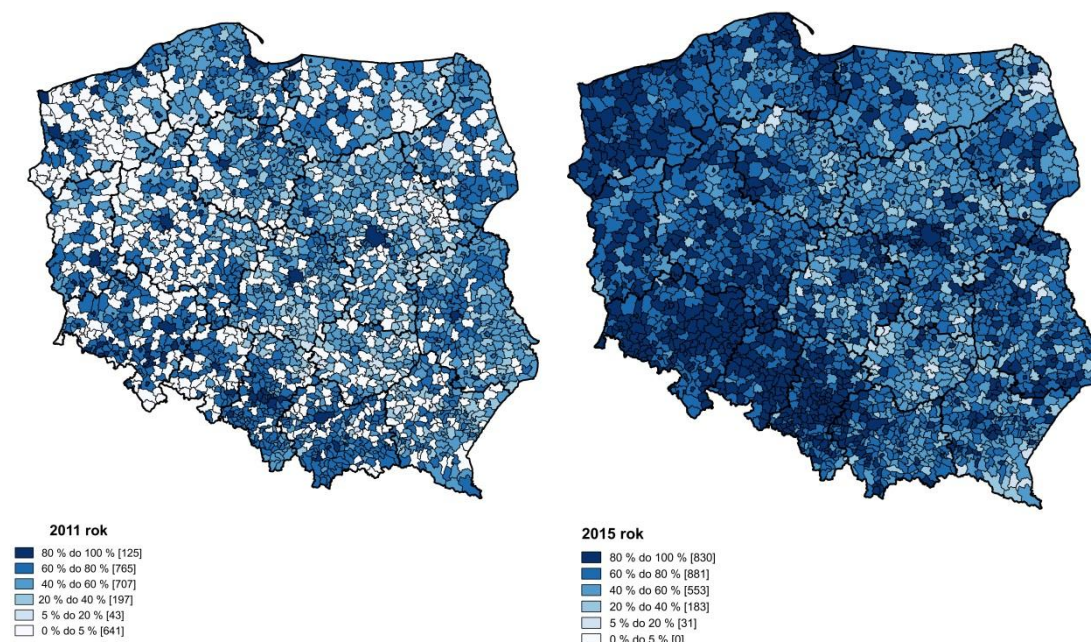 2011 rok
80 % do 100 % [125]
60 % do 80 % [765]
40 % do 60 % [707]
20 % do 40 % [197]
5 % do 20 % [43]
0 % do 5 % [641]
2015 rok
80 % do 100 % [830]
60 % do 80 % [881]
40 % do 60 % [553]
20 % do 40 % [183]
5 % do 20 % [31]
0 % do 5 % [0]